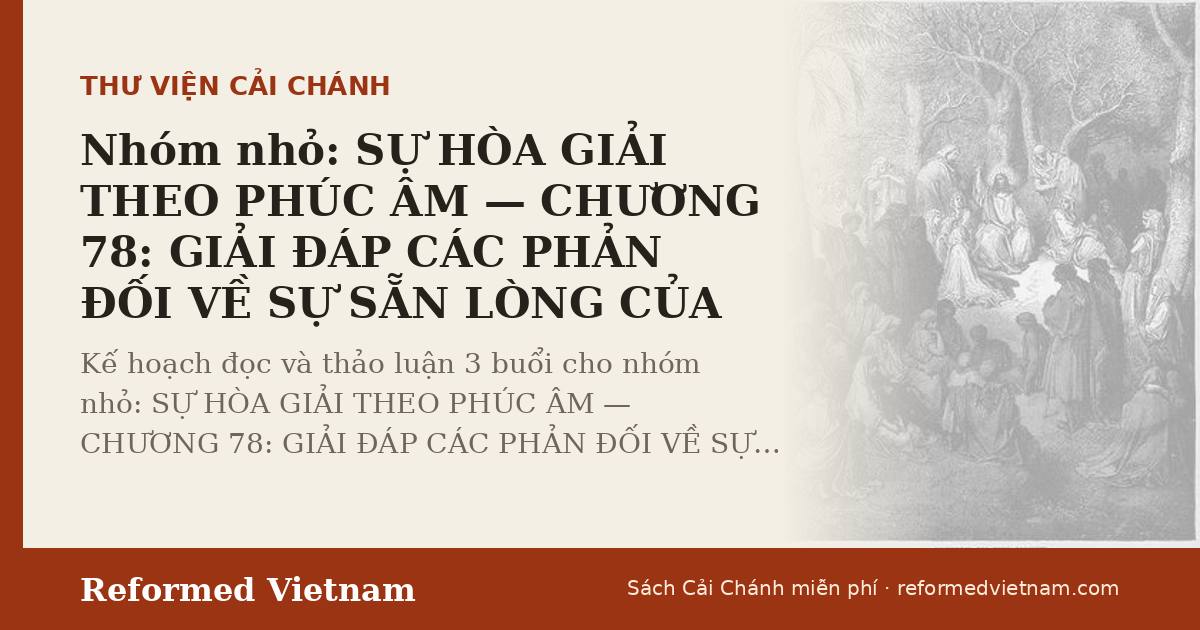 THƯ VIỆN CẢI CHÁNH
Nhóm nhỏ: SỰ HÒA GIẢI
THEO PHÚC ÂM — CHƯƠNG
78: GIẢI ĐÁP CÁC PHẢN
ĐỐI VỀ SỰ SẴN LÒNG CỦA
Kế hoạch đọc và thảo luận 3 buổi cho nhóm
nhỏ: SỰ HÒA GIẢI THEO PHÚC ÂM —
CHƯƠNG 78: GIẢI ĐÁP CÁC PHẢN ĐỐI VỀ SỰ…
Reformed Vietnam
Sách Cải Chánh miễn phí · reformedvietnam.com